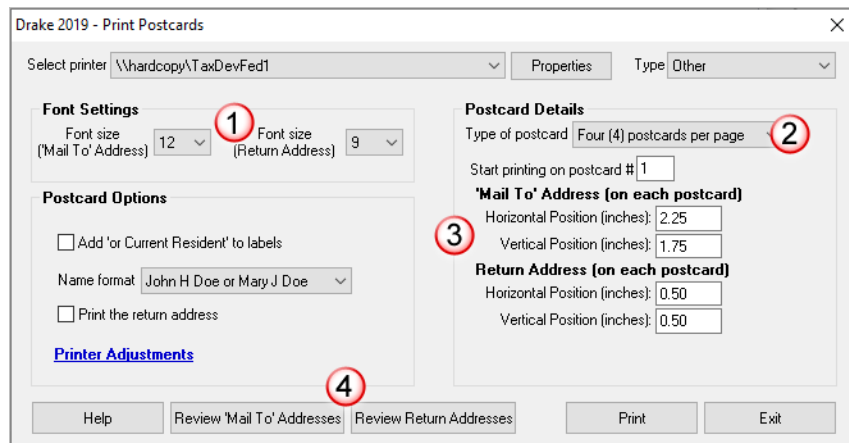 Drake 2019 - Print Postcards
Select printer \\hardcopy\TaxDevFed1 Properties Type Other
Font Settings
Font size ('Mail To' Address) 12 1 Font size (Return Address) 9
Postcard Options
Add 'or Current Resident' to labels
Name format John H Doe or Mary J Doe
Print the return address
Printer Adjustments
Postcard Details
Type of postcard Four (4) postcards per page 2
Start printing on postcard # 1
'Mail To' Address (on each postcard)
3
Horizontal Position (inches): 2.25
Vertical Position (inches): 1.75
Return Address (on each postcard)
Horizontal Position (inches): 0.50
Vertical Position (inches): 0.50
4
Help Review 'Mail To' Addresses Review Return Addresses Print Exit